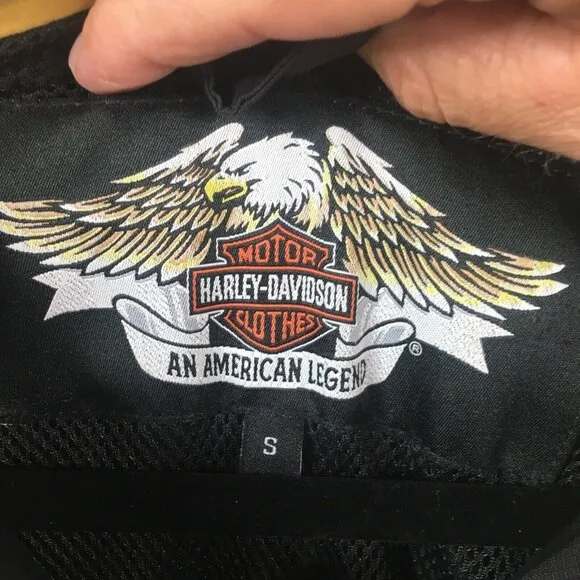 MOTOR
HARLEY-DAVIDSON
CLOTHES
AN AMERICAN LEGEND
®
S